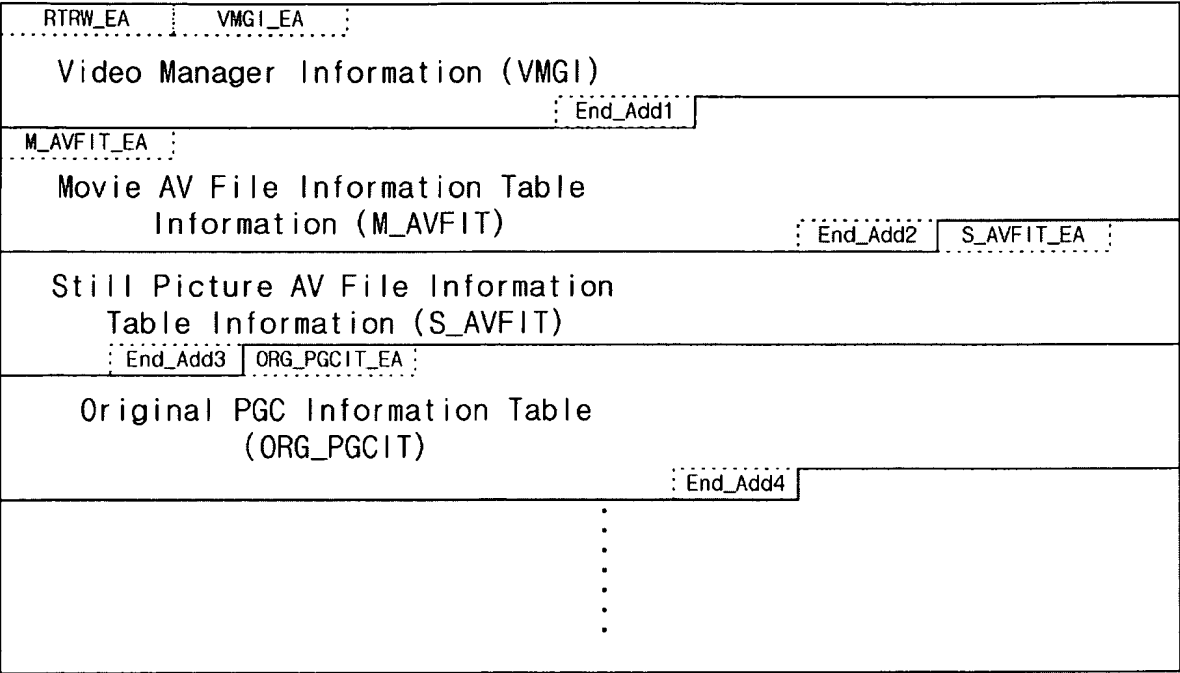 RTRW_EA VMGI_EA
Video Manager Information (VMGI)
End_Add1
M_AVFIT_EA
Movie AV File Information Table
Information (M_AVFIT)
End_Add2 S_AVFIT_EA
Still Picture AV File Information
Table Information (S_AVFIT)
End_Add3 ORG_PGCIT_EA
Original PGC Information Table
(ORG_PGCIT)
End_Add4